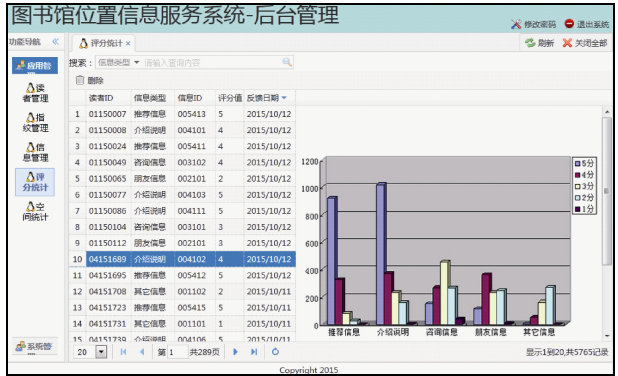 图书馆位置信息服务系统-后台管理
修改密码 退出系统
功能导航 《 评分统计 × 刷新 关闭全部
应用管
搜索： 信息类型 ▼ 请输入查询内容
删除
读者管理
指纹管理
信息管理
评分统计
空间统计
系统管
读者ID 信息类型 信息ID 评分值 反馈日期
1 01150007 推荐信息 005413 5 2015/10/12
2 01150008 介绍说明 004101 4 2015/10/12
3 01150024 推荐信息 005411 4 2015/10/12
4 01150049 咨询信息 003102 4 2015/10/12
5 01150065 朋友信息 002101 2 2015/10/12
6 01150077 介绍说明 004103 5 2015/10/12
7 01150086 介绍说明 004111 5 2015/10/12
8 01150104 咨询信息 003101 3 2015/10/12
9 01150112 朋友信息 002101 3 2015/10/12
10 04151689 介绍说明 004102 4 2015/10/12
11 04151695 推荐信息 005412 5 2015/10/12
12 04151708 其它信息 001102 2 2015/10/11
13 04151723 推荐信息 005415 5 2015/10/11
14 04151731 其它信息 001101 1 2015/10/11
15 04151739 介绍说明 004106 5 2015/10/11
1200
1000
800
600
400
200
0
推荐信息 介绍说明 咨询信息 朋友信息 其它信息
5分
4分
3分
2分
1分
20 第 1 共289页
显示1到20,共5765记录
Copyright 2015